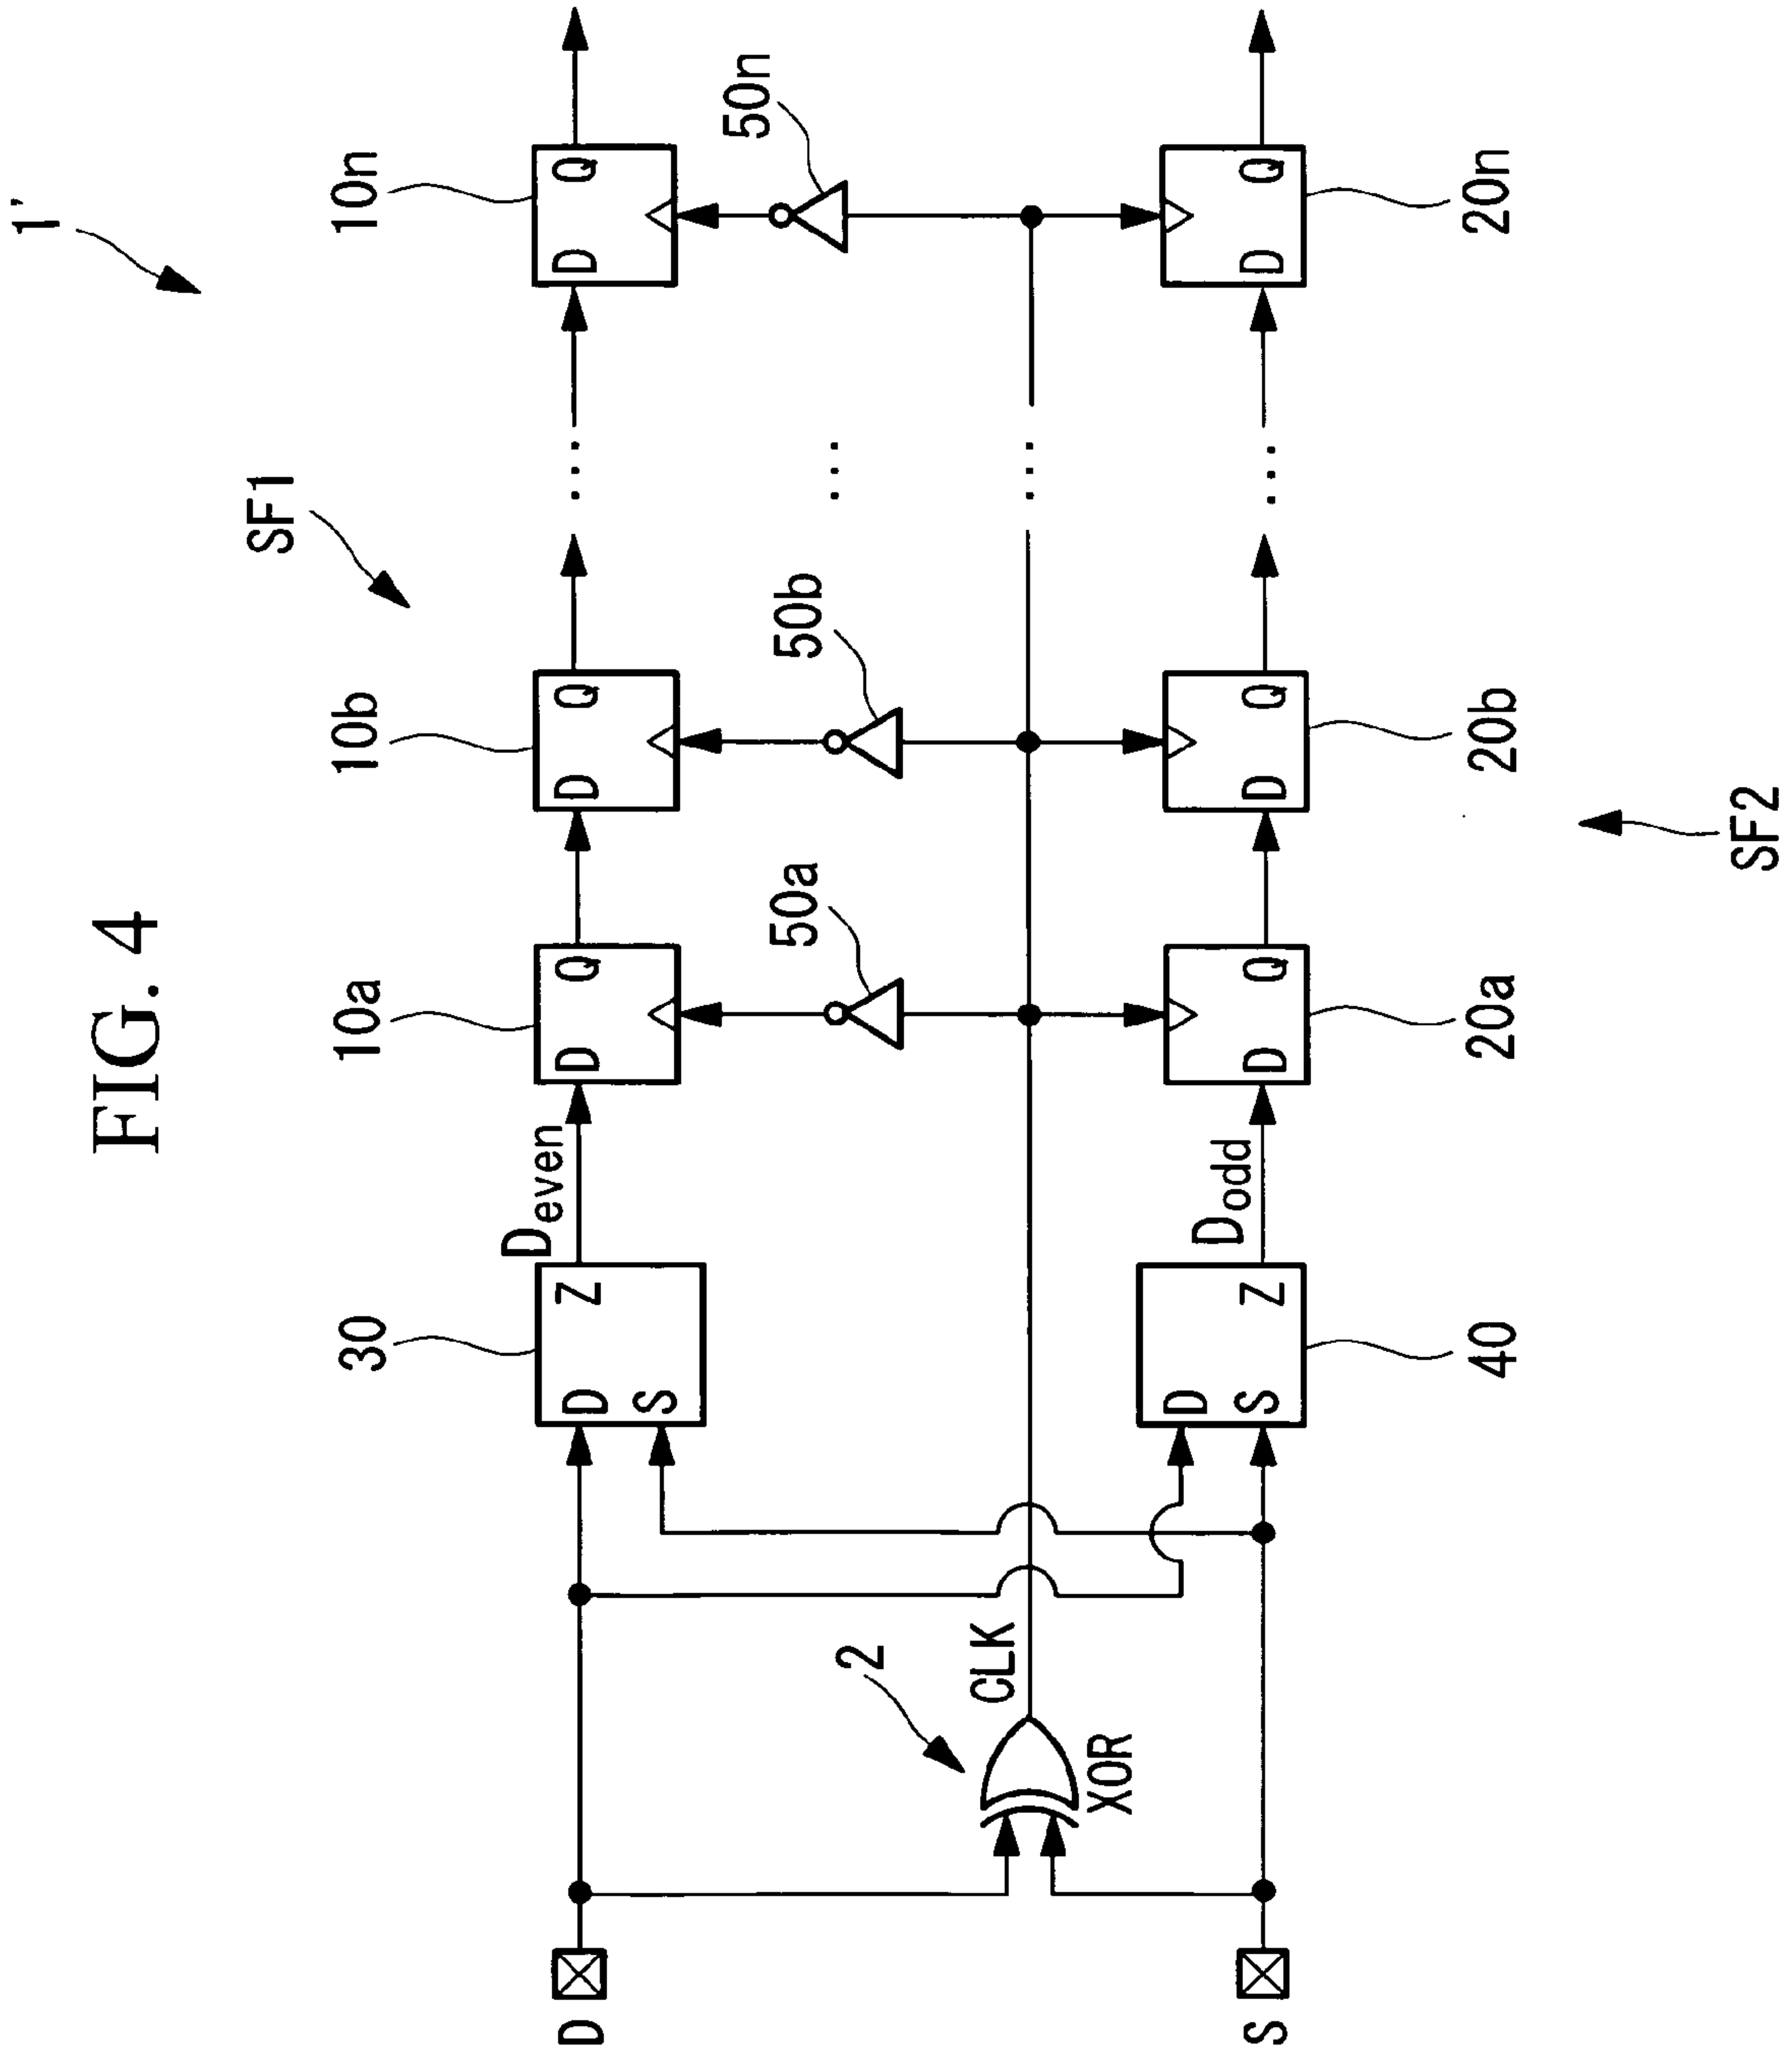 FIG. 4
1'
SF1
30
10a
10b
10n
D
D Z
S
Deven
D Q
D Q
D Q
50a
50b
50n
2
CLK
XOR
... 
...
...
...
S
D
S Z
Dodd
D Q
D Q
D Q
40
20a
20b
20n
SF2